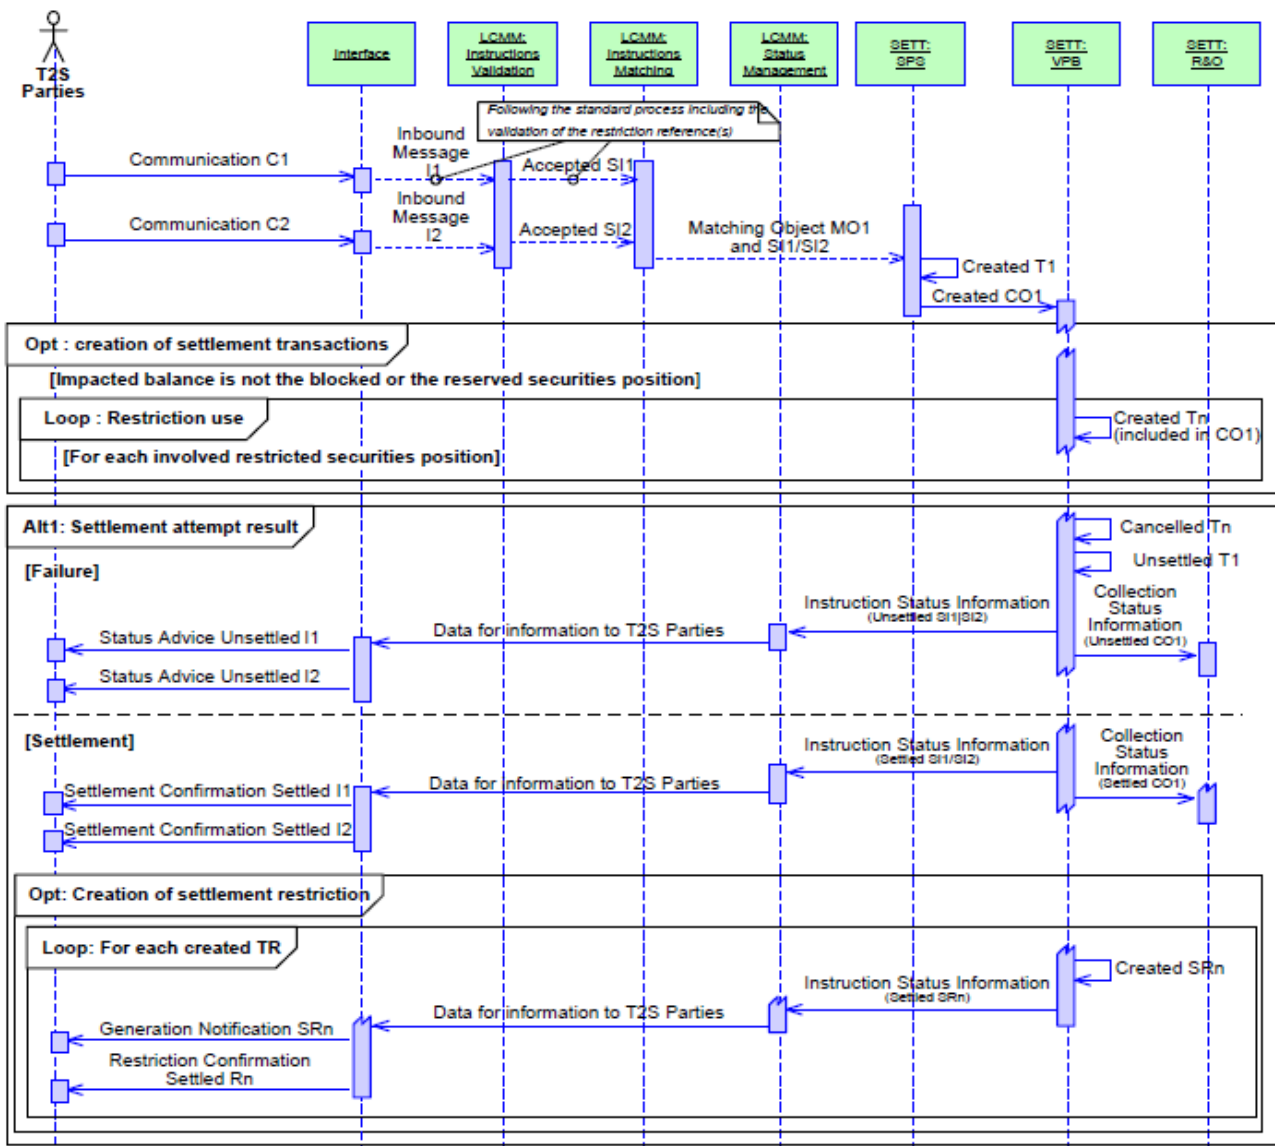 T2S
Parties
Interface
LCMM:
Instructions
Validation
LCMM:
Instructions
Matching
LCMM:
Status
Management
SETT:
SPS
SETT:
VPB
SETT:
R&O
Following the standard process including the
validation of the restriction reference(s)
Communication C1
Inbound
Message
I1
Accepted SI1
Communication C2
Inbound
Message
I2
Accepted SI2
Matching Object MO1
and SI1/SI2
Created T1
Created CO1
Opt : creation of settlement transactions
[Impacted balance is not the blocked or the reserved securities position]
Loop : Restriction use
[For each involved restricted securities position]
Created Tn
(included in CO1)
Alt1: Settlement attempt result
[Failure]
Cancelled Tn
Unsettled T1
Instruction Status Information
(Unsettled SI1|SI2)
Collection
Status
Information
(Unsettled CO1)
Data for information to T2S Parties
Status Advice Unsettled I1
Status Advice Unsettled I2
[Settlement]
Instruction Status Information
(Settled SI1/SI2)
Collection
Status
Information
(Settled CO1)
Data for information to T2S Parties
Settlement Confirmation Settled I1
Settlement Confirmation Settled I2
Opt: Creation of settlement restriction
Loop: For each created TR
Created SRn
Instruction Status Information
(Settled SRn)
Data for information to T2S Parties
Generation Notification SRn
Restriction Confirmation
Settled Rn